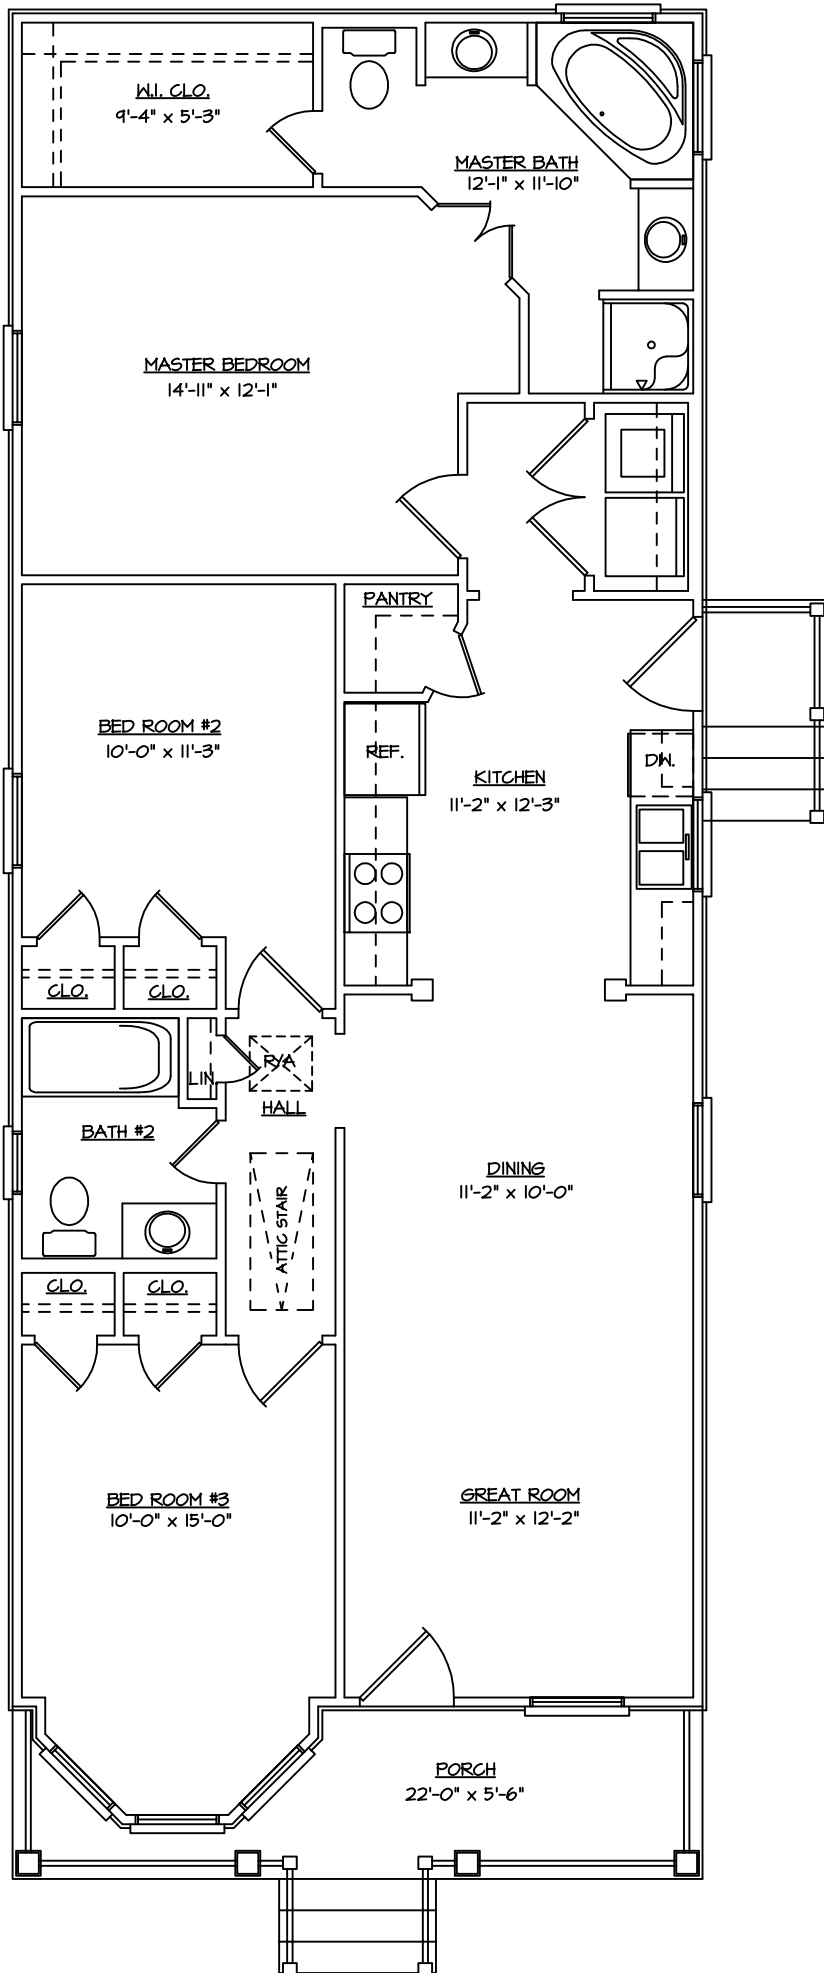 W.I. CLO.
9'-4" x 5'-3"
MASTER BATH
12'-1" x 11'-10"
MASTER BEDROOM
14'-11" x 12'-1"
PANTRY
BED ROOM #2
10'-0" x 11'-3"
REF.
DW.
KITCHEN
11'-2" x 12'-3"
CLO.
CLO.
R/A
LIN.
HALL
BATH #2
DINING
11'-2" x 10'-0"
ATTIC STAIR
CLO.
CLO.
BED ROOM #3
10'-0" x 15'-0"
GREAT ROOM
11'-2" x 12'-2"
PORCH
22'-0" x 5'-6"